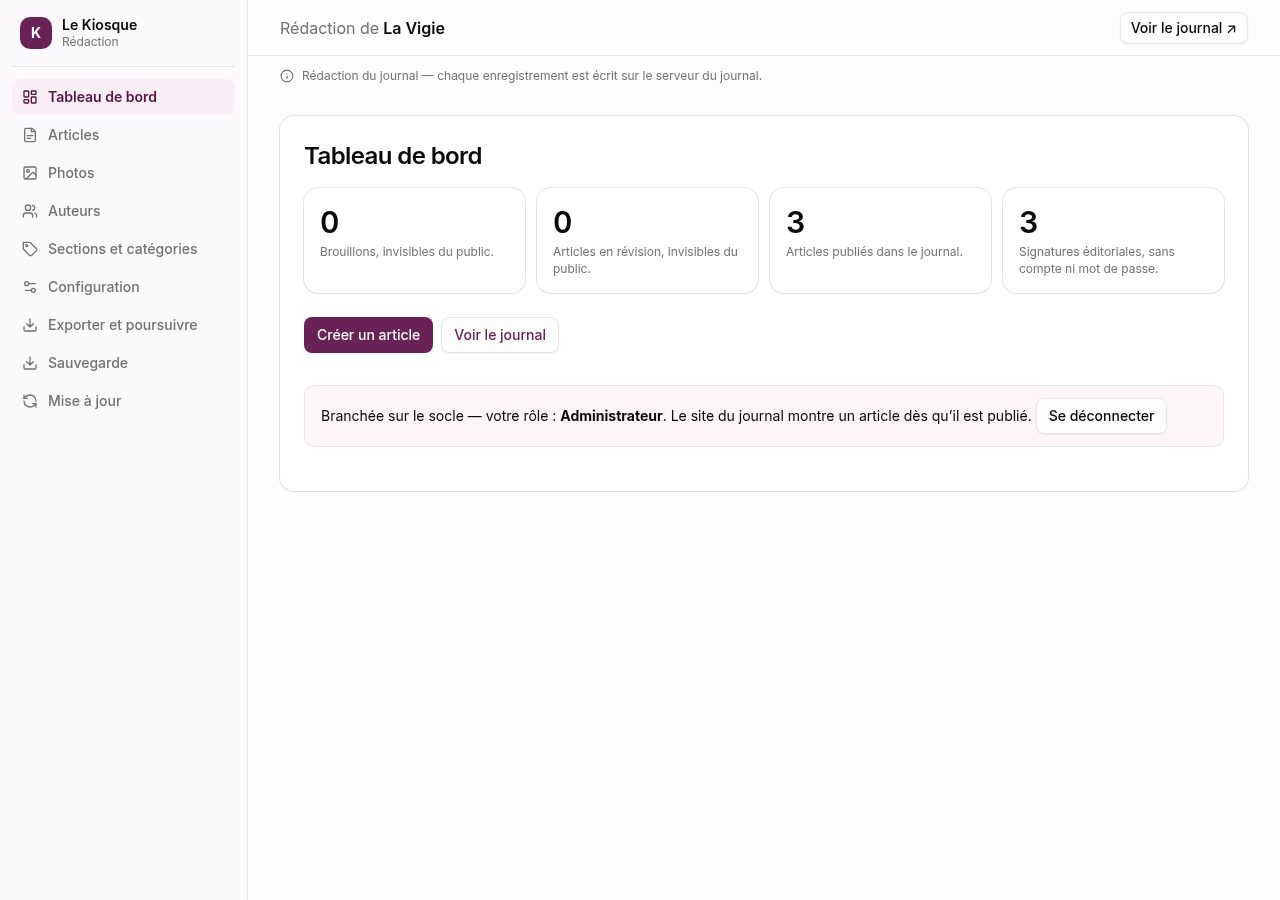 K
Le Kiosque
Rédaction
Tableau de bord
Articles
Photos
Auteurs
Sections et catégories
Configuration
Exporter et poursuivre
Sauvegarde
Mise à jour
Rédaction de La Vigie
Voir le journal ↗
Rédaction du journal — chaque enregistrement est écrit sur le serveur du journal.
Tableau de bord
0
Brouillons, invisibles du public.
0
Articles en révision, invisibles du
public.
3
Articles publiés dans le journal.
3
Signatures éditoriales, sans
compte ni mot de passe.
Créer un article
Voir le journal
Branchée sur le socle — votre rôle : Administrateur. Le site du journal montre un article dès qu’il est publié. Se déconnecter